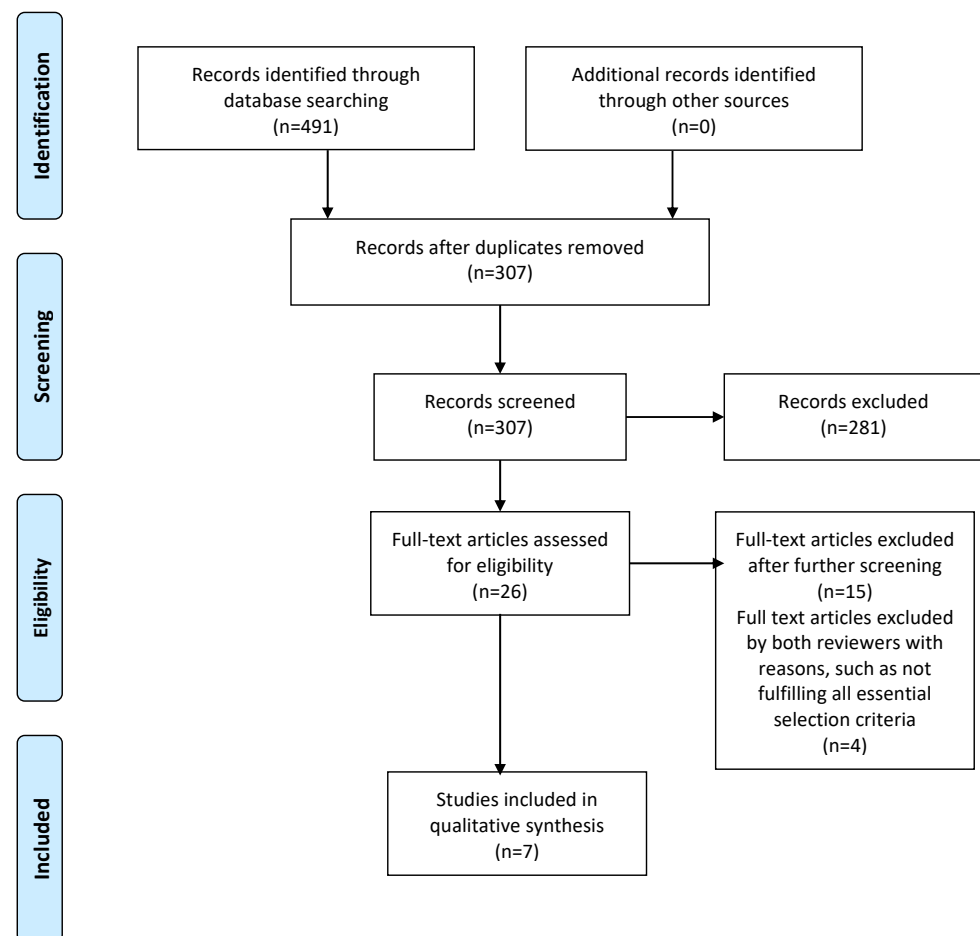 Identification
Records identified through
database searching
(n=491)
Additional records identified
through other sources
(n=0)
Records after duplicates removed
(n=307)
Screening
Records screened
(n=307)
Records excluded
(n=281)
Eligibility
Full-text articles assessed
for eligibility
(n=26)
Full-text articles excluded
after further screening
(n=15)
Full text articles excluded
by both reviewers with
reasons, such as not
fulfilling all essential
selection criteria
(n=4)
Included
Studies included in
qualitative synthesis
(n=7)